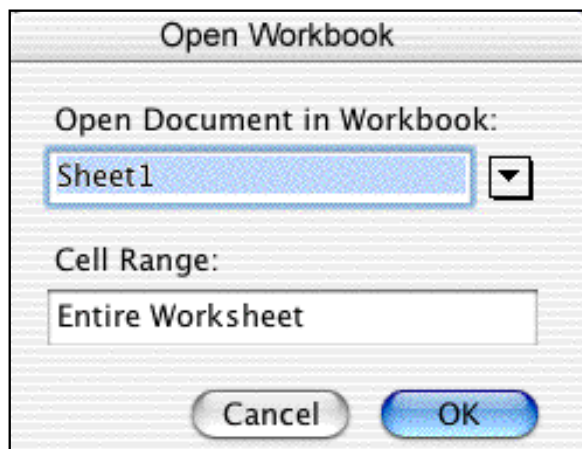 Open Workbook
Open Document in Workbook:
Sheet1
Cell Range:
Entire Worksheet
Cancel OK